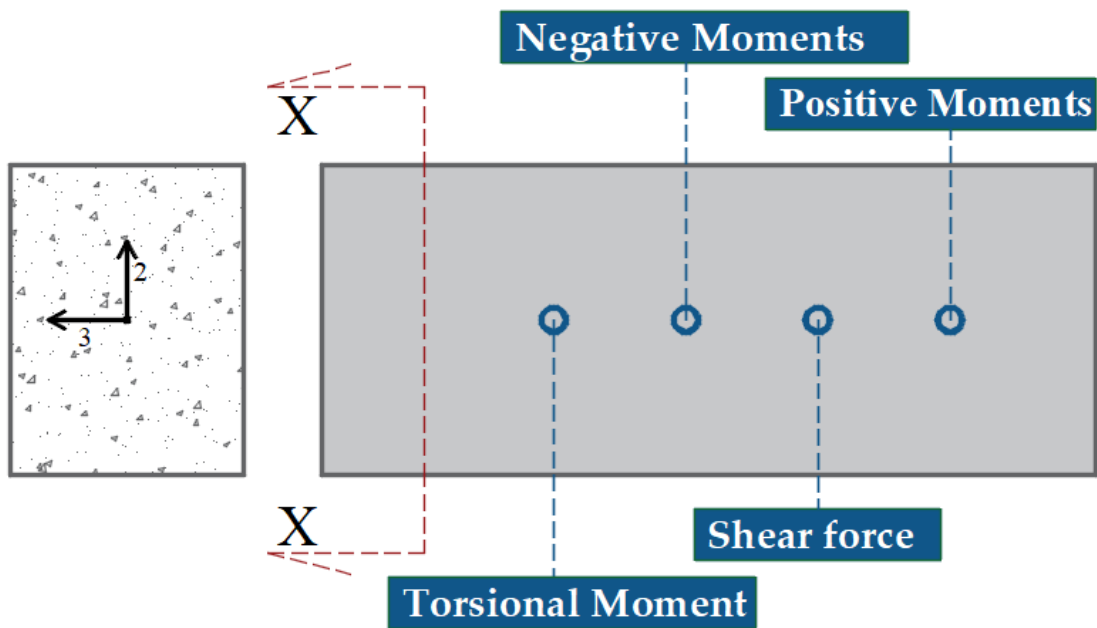 Negative Moments
Positive Moments
X
2
3
X
Shear force
Torsional Moment